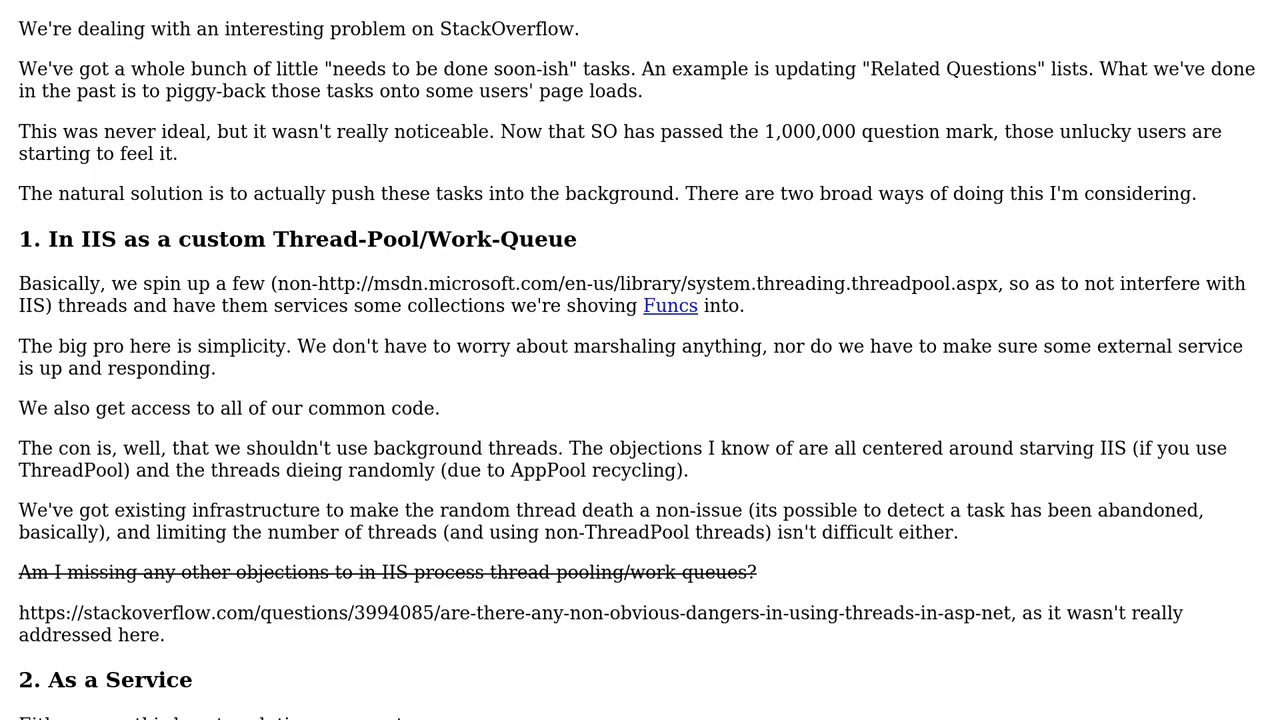 We're dealing with an interesting problem on StackOverflow.
We've got a whole bunch of little "needs to be done soon-ish" tasks. An example is updating "Related Questions" lists. What we've done
in the past is to piggy-back those tasks onto some users' page loads.
This was never ideal, but it wasn't really noticeable. Now that SO has passed the 1,000,000 question mark, those unlucky users are
starting to feel it.
The natural solution is to actually push these tasks into the background. There are two broad ways of doing this I'm considering.
1. In IIS as a custom Thread-Pool/Work-Queue
Basically, we spin up a few (non-http://msdn.microsoft.com/en-us/library/system.threading.threadpool.aspx, so as to not interfere with
IIS) threads and have them services some collections we're shoving Funcs into.
The big pro here is simplicity. We don't have to worry about marshaling anything, nor do we have to make sure some external service
is up and responding.
We also get access to all of our common code.
The con is, well, that we shouldn't use background threads. The objections I know of are all centered around starving IIS (if you use
ThreadPool) and the threads dieing randomly (due to AppPool recycling).
We've got existing infrastructure to make the random thread death a non-issue (its possible to detect a task has been abandoned,
basically), and limiting the number of threads (and using non-ThreadPool threads) isn't difficult either.
Am I missing any other objections to in IIS process thread pooling/work queues?
https://stackoverflow.com/questions/3994085/are-there-any-non-obvious-dangers-in-using-threads-in-asp-net, as it wasn't really
addressed here.
2. As a Service